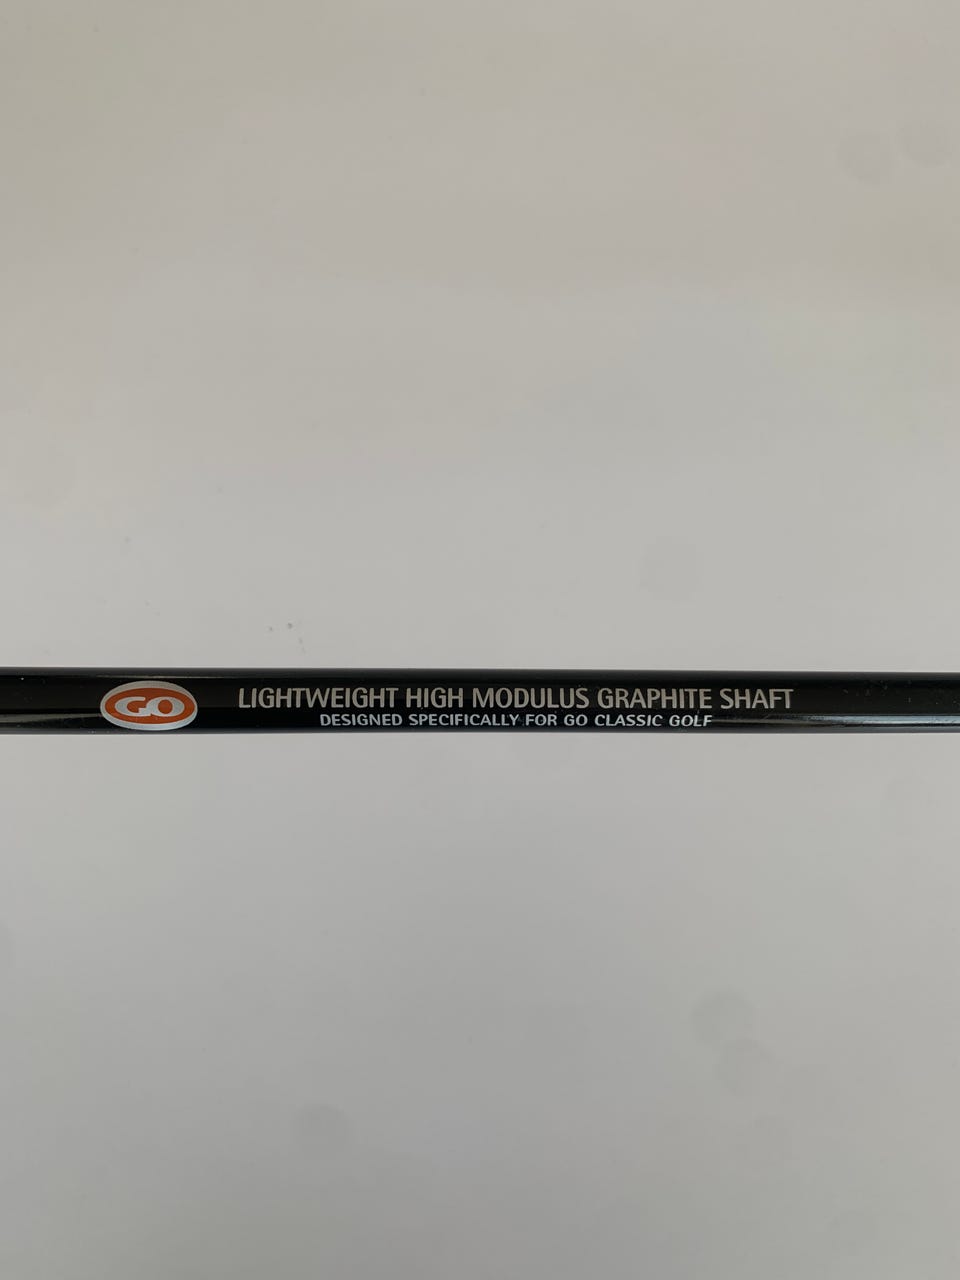 GO
LIGHTWEIGHT HIGH MODULUS GRAPHITE SHAFT
DESIGNED SPECIFICALLY FOR GO CLASSIC GOLF